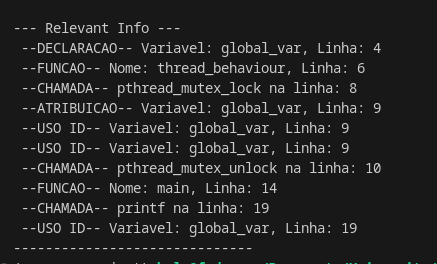 --- Relevant Info ---
--DECLARACAO-- Variavel: global_var, Linha: 4
--FUNCAO-- Nome: thread_behaviour, Linha: 6
--CHAMADA-- pthread_mutex_lock na linha: 8
--ATRIBUICAO-- Variavel: global_var, Linha: 9
--USO ID-- Variavel: global_var, Linha: 9
--USO ID-- Variavel: global_var, Linha: 9
--CHAMADA-- pthread_mutex_unlock na linha: 10
--FUNCAO-- Nome: main, Linha: 14
--CHAMADA-- printf na linha: 19
--USO ID-- Variavel: global_var, Linha: 19
-----------------------------